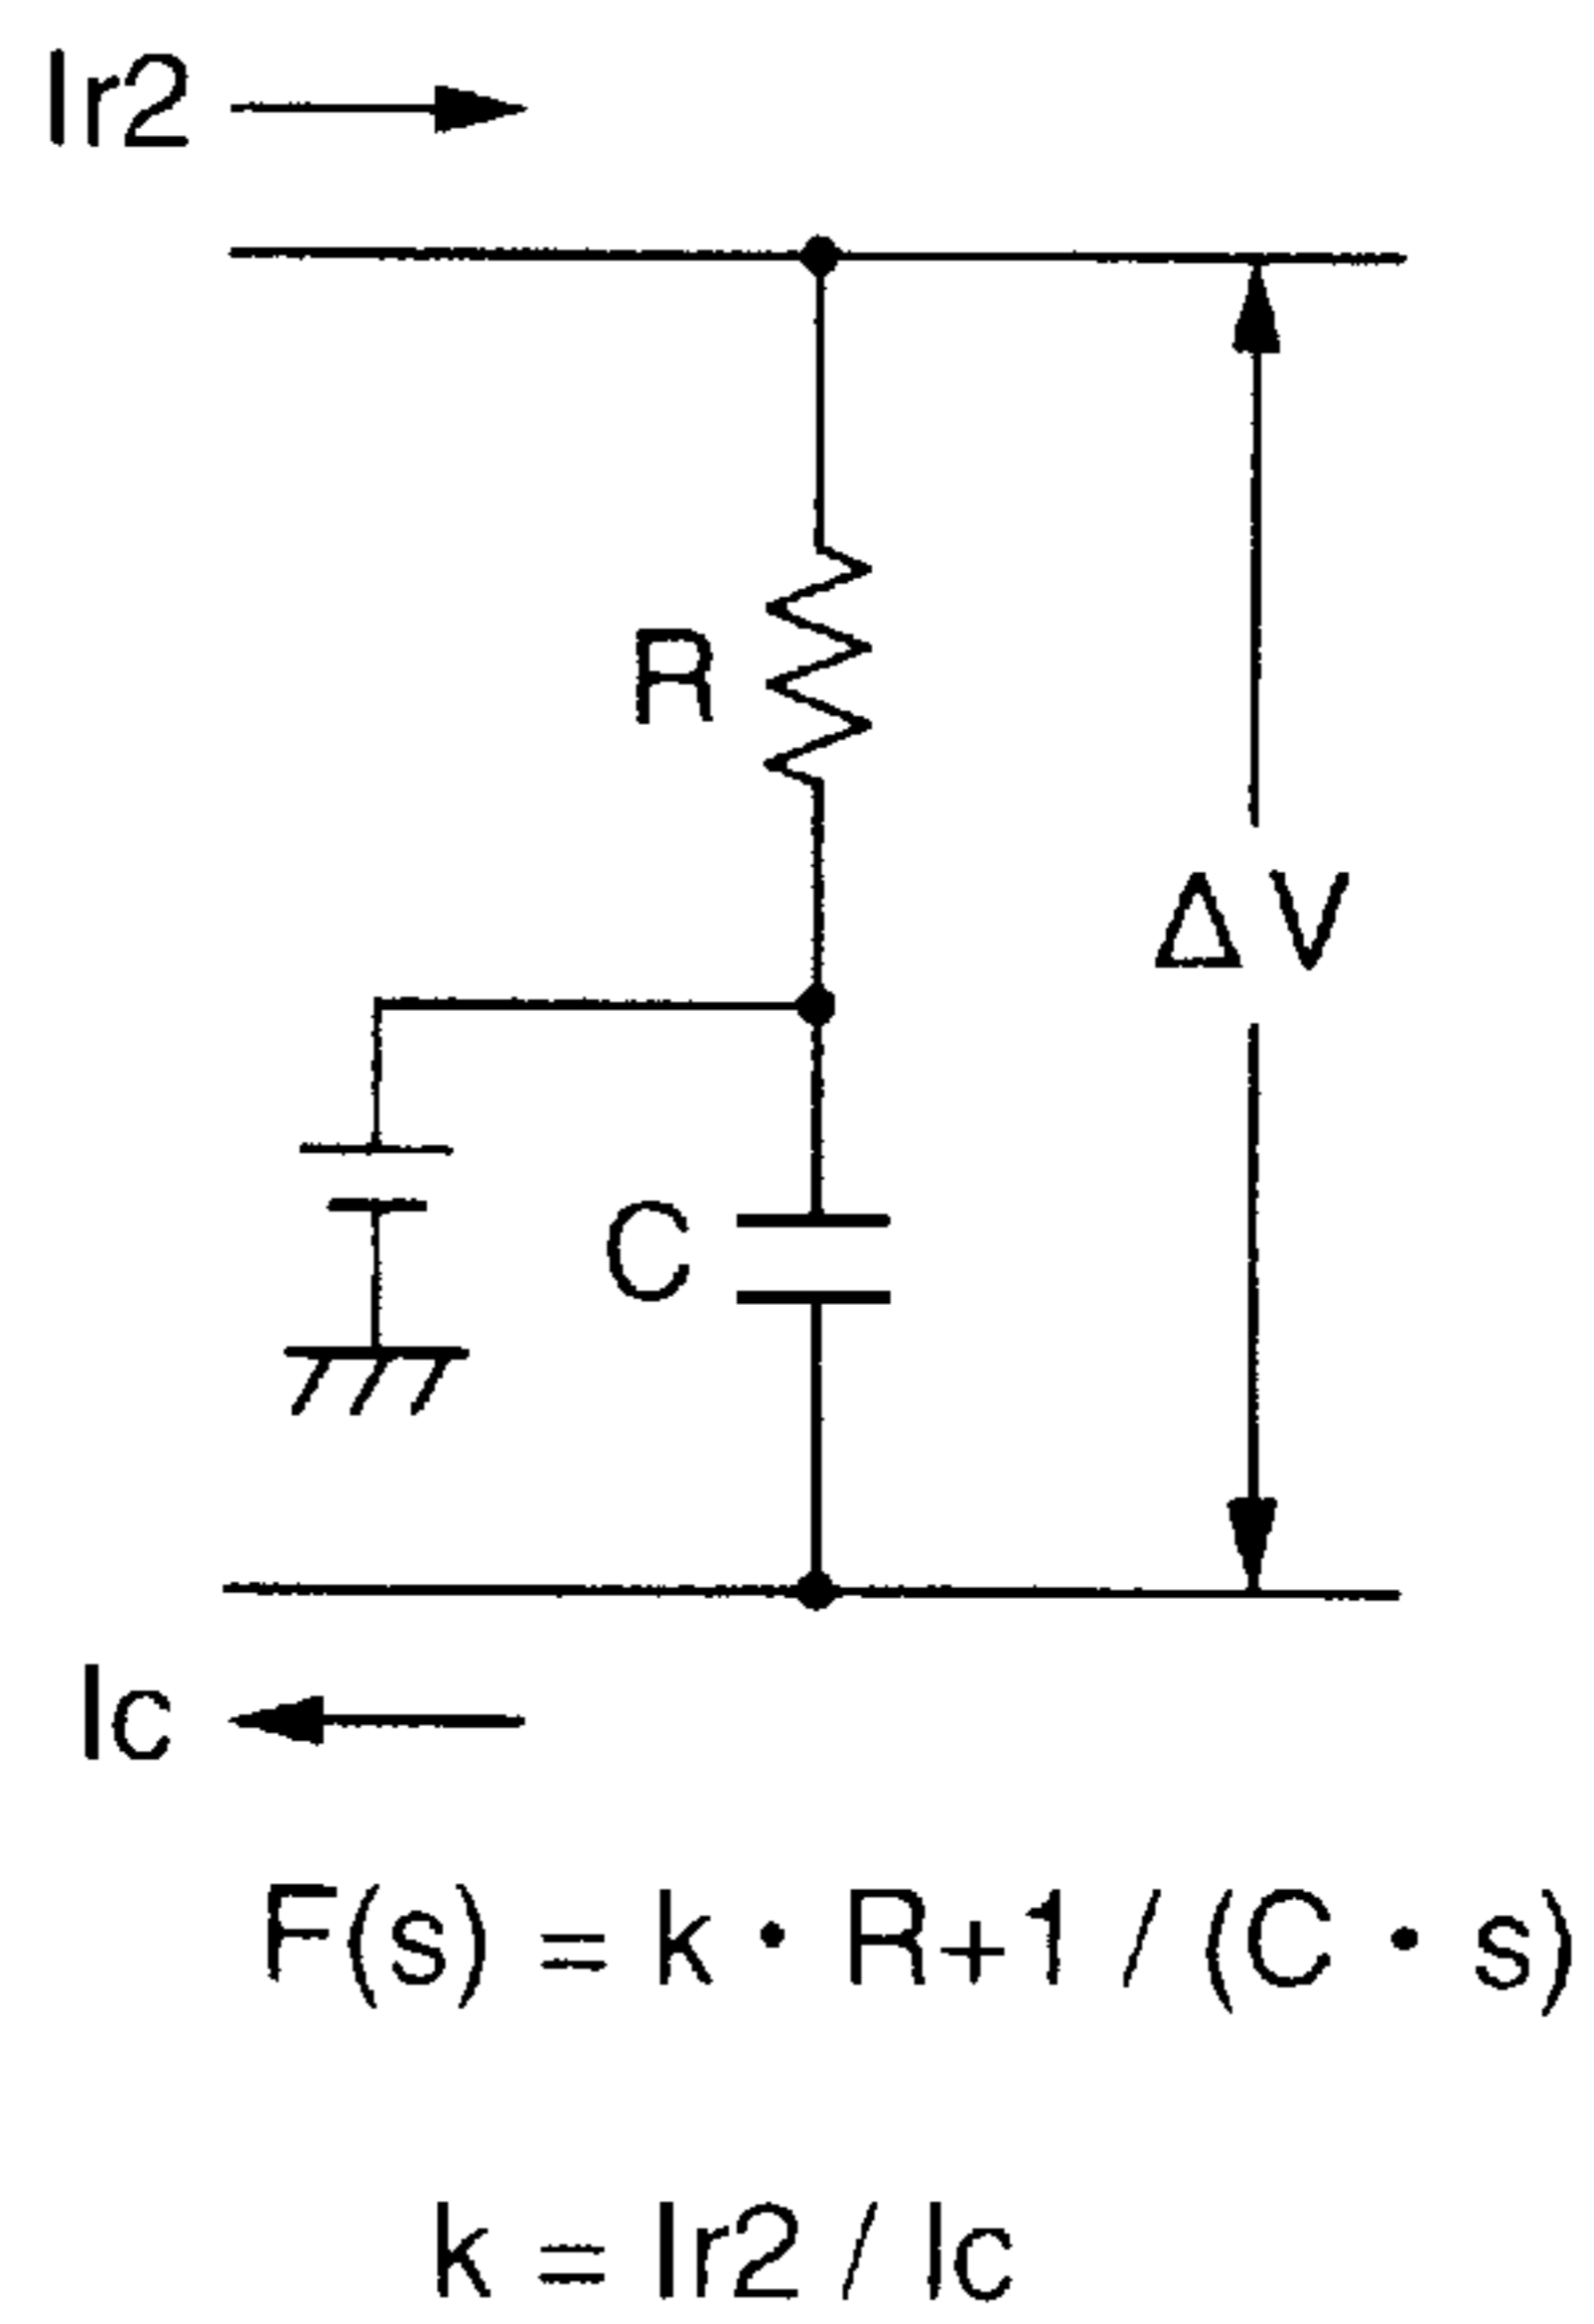 Ir2
R
ΔV
C
Ic
F(s) = k・R+1 / (C・s)
k = Ir2 / Ic